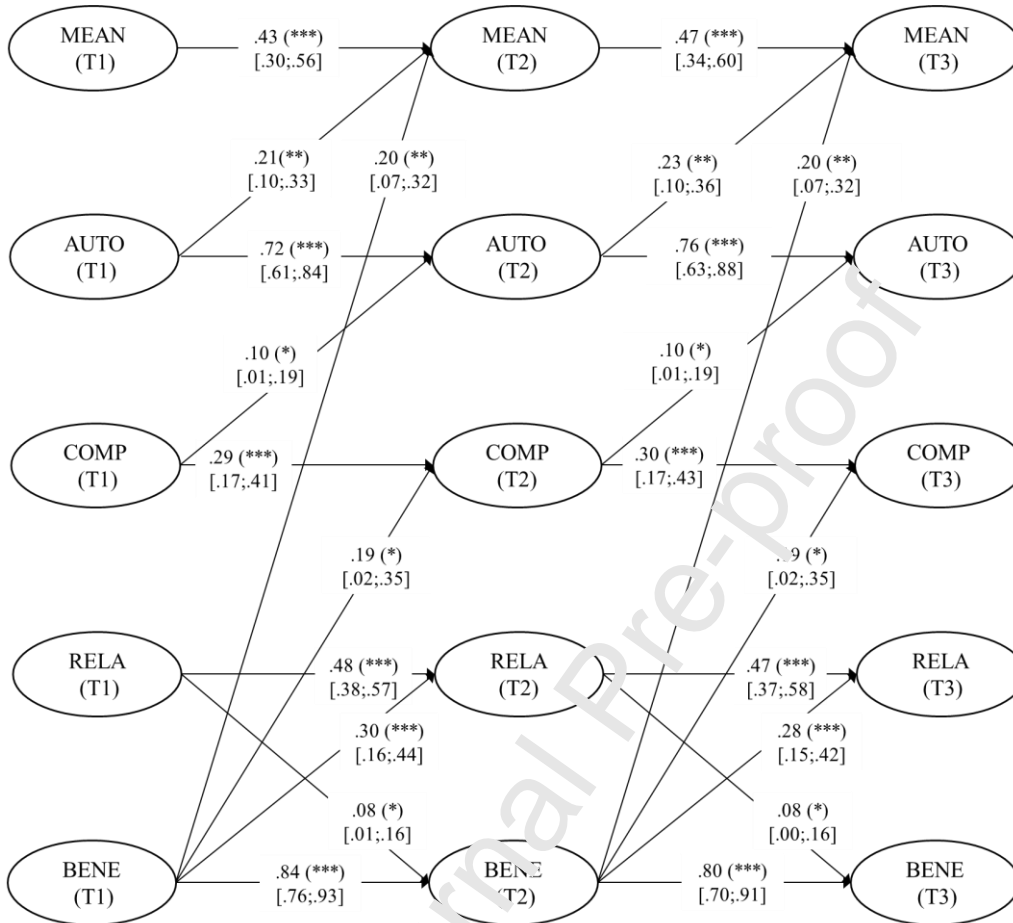 MEAN
(T1)
.43 (***)
[.30;.56]
MEAN
(T2)
.47 (***)
[.34;.60]
MEAN
(T3)
.21(**)
[.10;.33]
.20 (**)
[.07;.32]
.23 (**)
[.10;.36]
.20 (**)
[.07;.32]
AUTO
(T1)
.72 (***)
[.61;.84]
AUTO
(T2)
.76 (***)
[.63;.88]
AUTO
(T3)
.10 (*)
[.01;.19]
.10 (*)
[.01;.19]
COMP
(T1)
.29 (***)
[.17;.41]
COMP
(T2)
.30 (***)
[.17;.43]
COMP
(T3)
.19 (*)
[.02;.35]
(*)
[.02;.35]
RELA
(T1)
.48 (***)
[.38;.57]
RELA
(T2)
.47 (***)
[.37;.58]
RELA
(T3)
.30 (***)
[.16;.44]
.28 (***)
[.15;.42]
.08 (*)
[.01;.16]
.08 (*)
[.00;.16]
BENE
(T1)
.84 (***)
[.76;.93]
BENE
(T2)
.80 (***)
[.70;.91]
BENE
(T3)
rnal Pre-proof